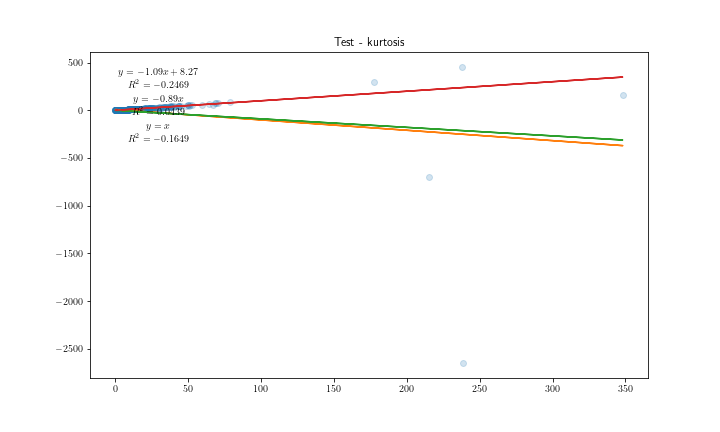 Test - kurtosis
y = −1.09x + 8.27
R² = −0.2469
y = −0.89x
y = x
R² = −0.1649
500
0
−500
−1000
−1500
−2000
−2500
0 50 100 150 200 250 300 350